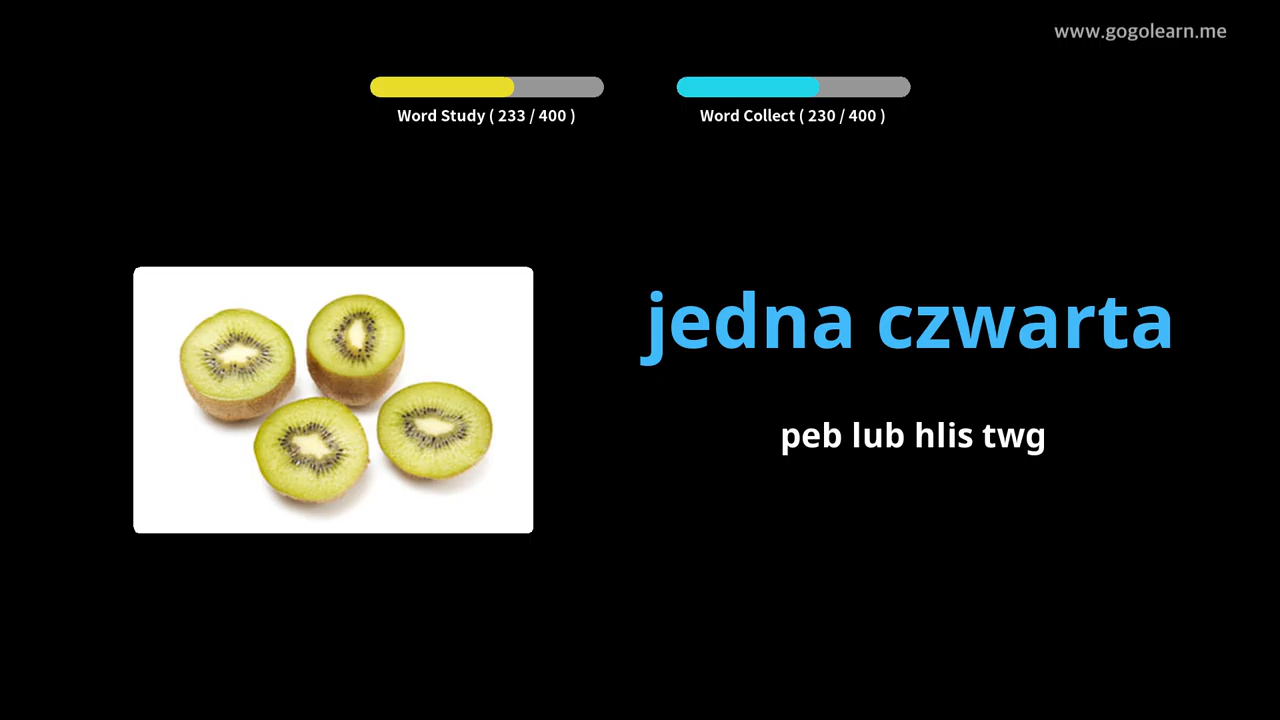 www.gogolearn.me
Word Study ( 233 / 400 )
Word Collect ( 230 / 400 )
jedna czwarta
peb lub hlis twg